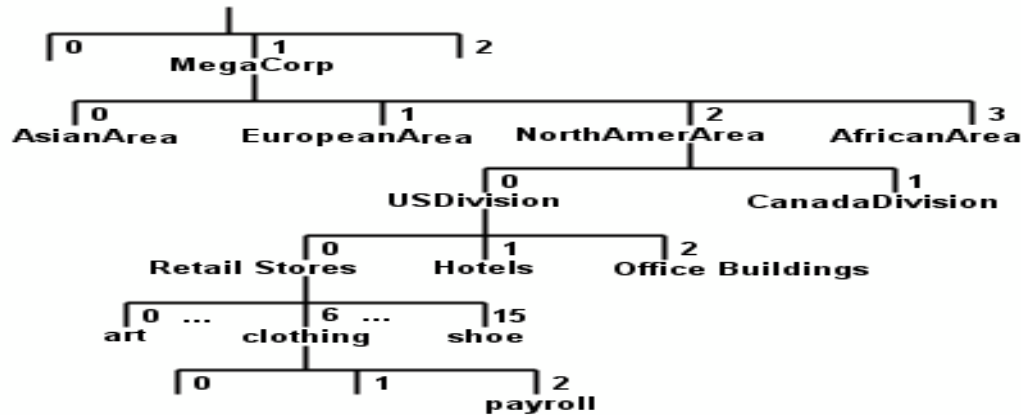 0 1 2
MegaCorp
0 1 2 3
AsianArea EuropeanArea NorthAmerArea AfricanArea
0 1
USDivision CanadaDivision
0 1 2
Retail Stores Hotels Office Buildings
0 ... 6 ... 15
art clothing shoe
0 1 2
payroll